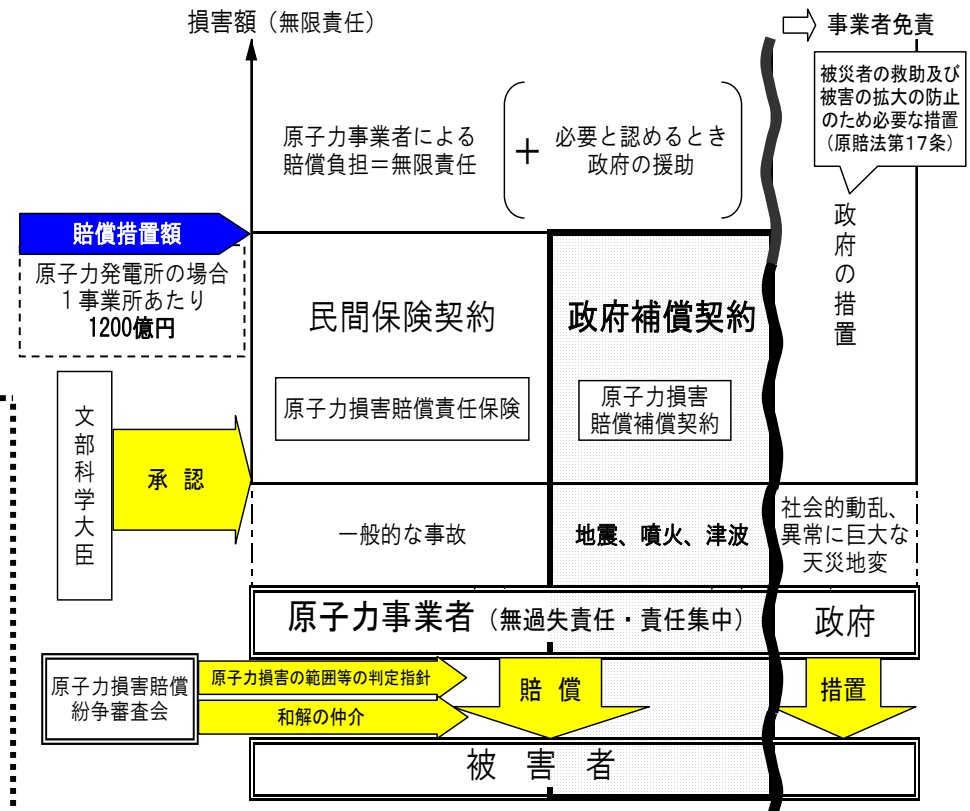 損害額（無限責任）
事業者免責
被災者の救助及び
被害の拡大の防止
のため必要な措置
（原賠法第17条）
原子力事業者による
賠償負担＝無限責任
＋
必要と認めるとき
政府の援助
賠償措置額
原子力発電所の場合
１事業所あたり
1200億円
民間保険契約
政府補償契約
政府の措置
原子力損害賠償責任保険
原子力損害
賠償補償契約
文部科学大臣
承 認
一般的な事故
地震、噴火、津波
社会的動乱、
異常に巨大な
天災地変
原子力事業者（無過失責任・責任集中）
政府
原子力損害賠償
紛争審査会
原子力損害の範囲等の判定指針
和解の仲介
賠 償
措置
被 害 者